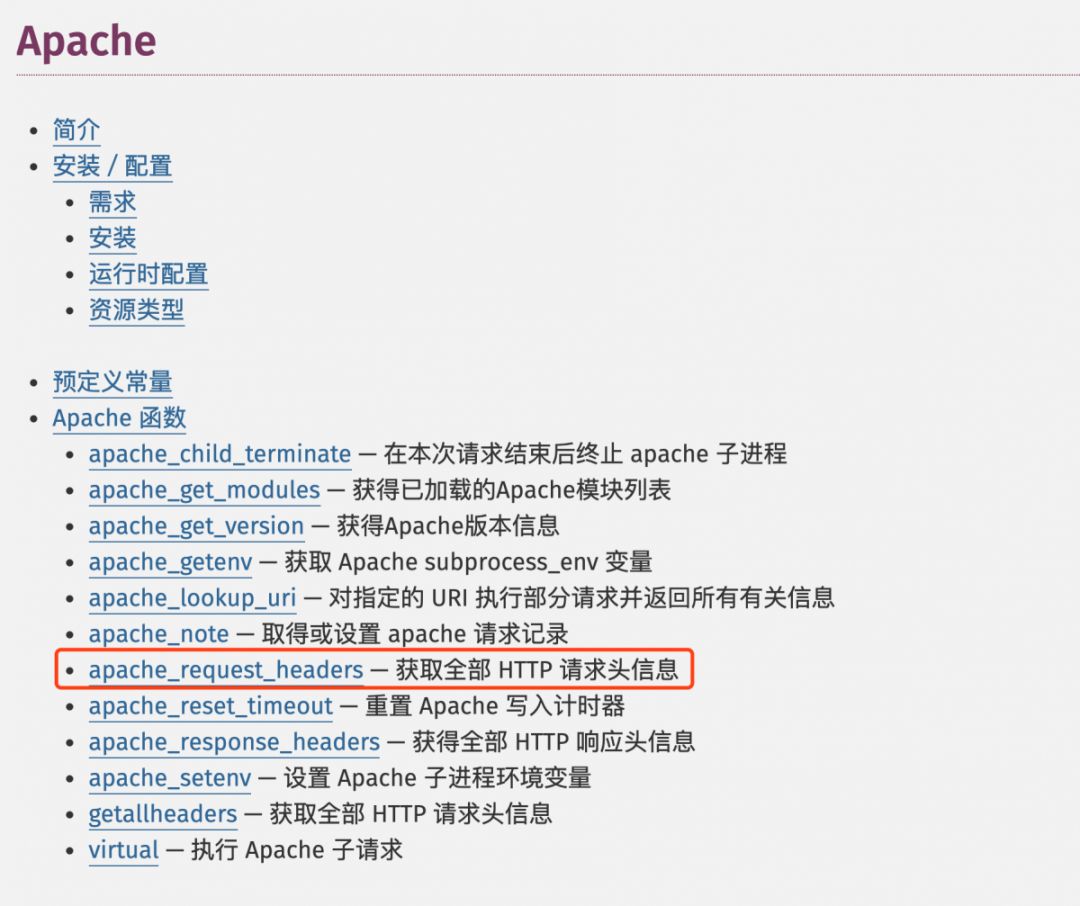 Apache
简介
安装 / 配置
需求
安装
运行时配置
资源类型
预定义常量
Apache 函数
apache_child_terminate — 在本次请求结束后终止 apache 子进程
apache_get_modules — 获得已加载的Apache模块列表
apache_get_version — 获得Apache版本信息
apache_getenv — 获取 Apache subprocess_env 变量
apache_lookup_uri — 对指定的 URI 执行部分请求并返回所有有关信息
apache_note — 取得或设置 apache 请求记录
apache_request_headers — 获取全部 HTTP 请求头信息
apache_reset_timeout — 重置 Apache 写入计时器
apache_response_headers — 获得全部 HTTP 响应头信息
apache_setenv — 设置 Apache 子进程环境变量
getallheaders — 获取全部 HTTP 请求头信息
virtual — 执行 Apache 子请求